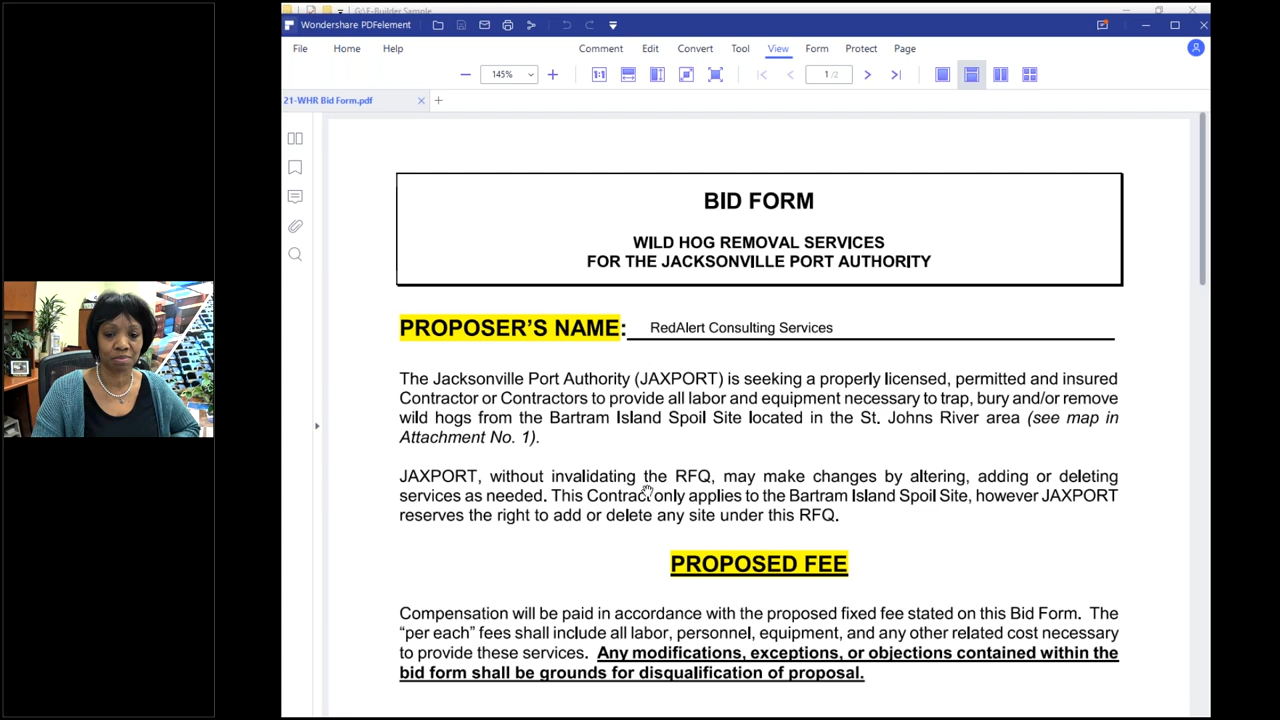 G:\E-Builder Sample
Wondershare PDFelement
File Home Help Comment Edit Convert Tool View Form Protect Page
145% 1:1 1 /2
21-WHR Bid Form.pdf
BID FORM
WILD HOG REMOVAL SERVICES
FOR THE JACKSONVILLE PORT AUTHORITY
PROPOSER'S NAME: RedAlert Consulting Services
The Jacksonville Port Authority (JAXPORT) is seeking a properly licensed, permitted and insured
Contractor or Contractors to provide all labor and equipment necessary to trap, bury and/or remove
wild hogs from the Bartram Island Spoil Site located in the St. Johns River area (see map in
Attachment No. 1).
JAXPORT, without invalidating the RFQ, may make changes by altering, adding or deleting
services as needed. This Contract only applies to the Bartram Island Spoil Site, however JAXPORT
reserves the right to add or delete any site under this RFQ.
PROPOSED FEE
Compensation will be paid in accordance with the proposed fixed fee stated on this Bid Form. The
“per each” fees shall include all labor, personnel, equipment, and any other related cost necessary
to provide these services. Any modifications, exceptions, or objections contained within the
bid form shall be grounds for disqualification of proposal.